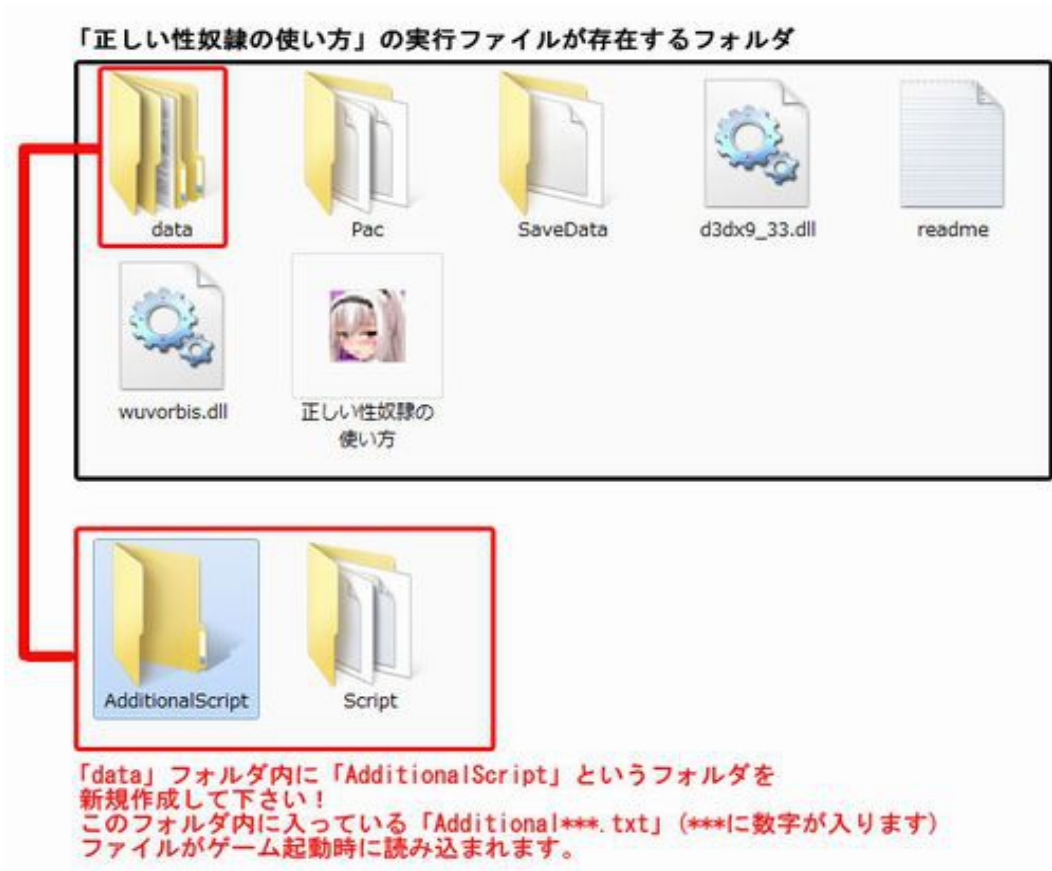 「正しい性奴隷の使い方」の実行ファイルが存在するフォルダ
data
Pac
SaveData
d3dx9_33.dll
readme
wuvorbis.dll
正しい性奴隷の
使い方
AdditionalScript
Script
「data」フォルダ内に「AdditionalScript」というフォルダを
新規作成して下さい！
このフォルダ内に入っている「Additional***.txt」(***に数字が入ります)
ファイルがゲーム起動時に読み込まれます。